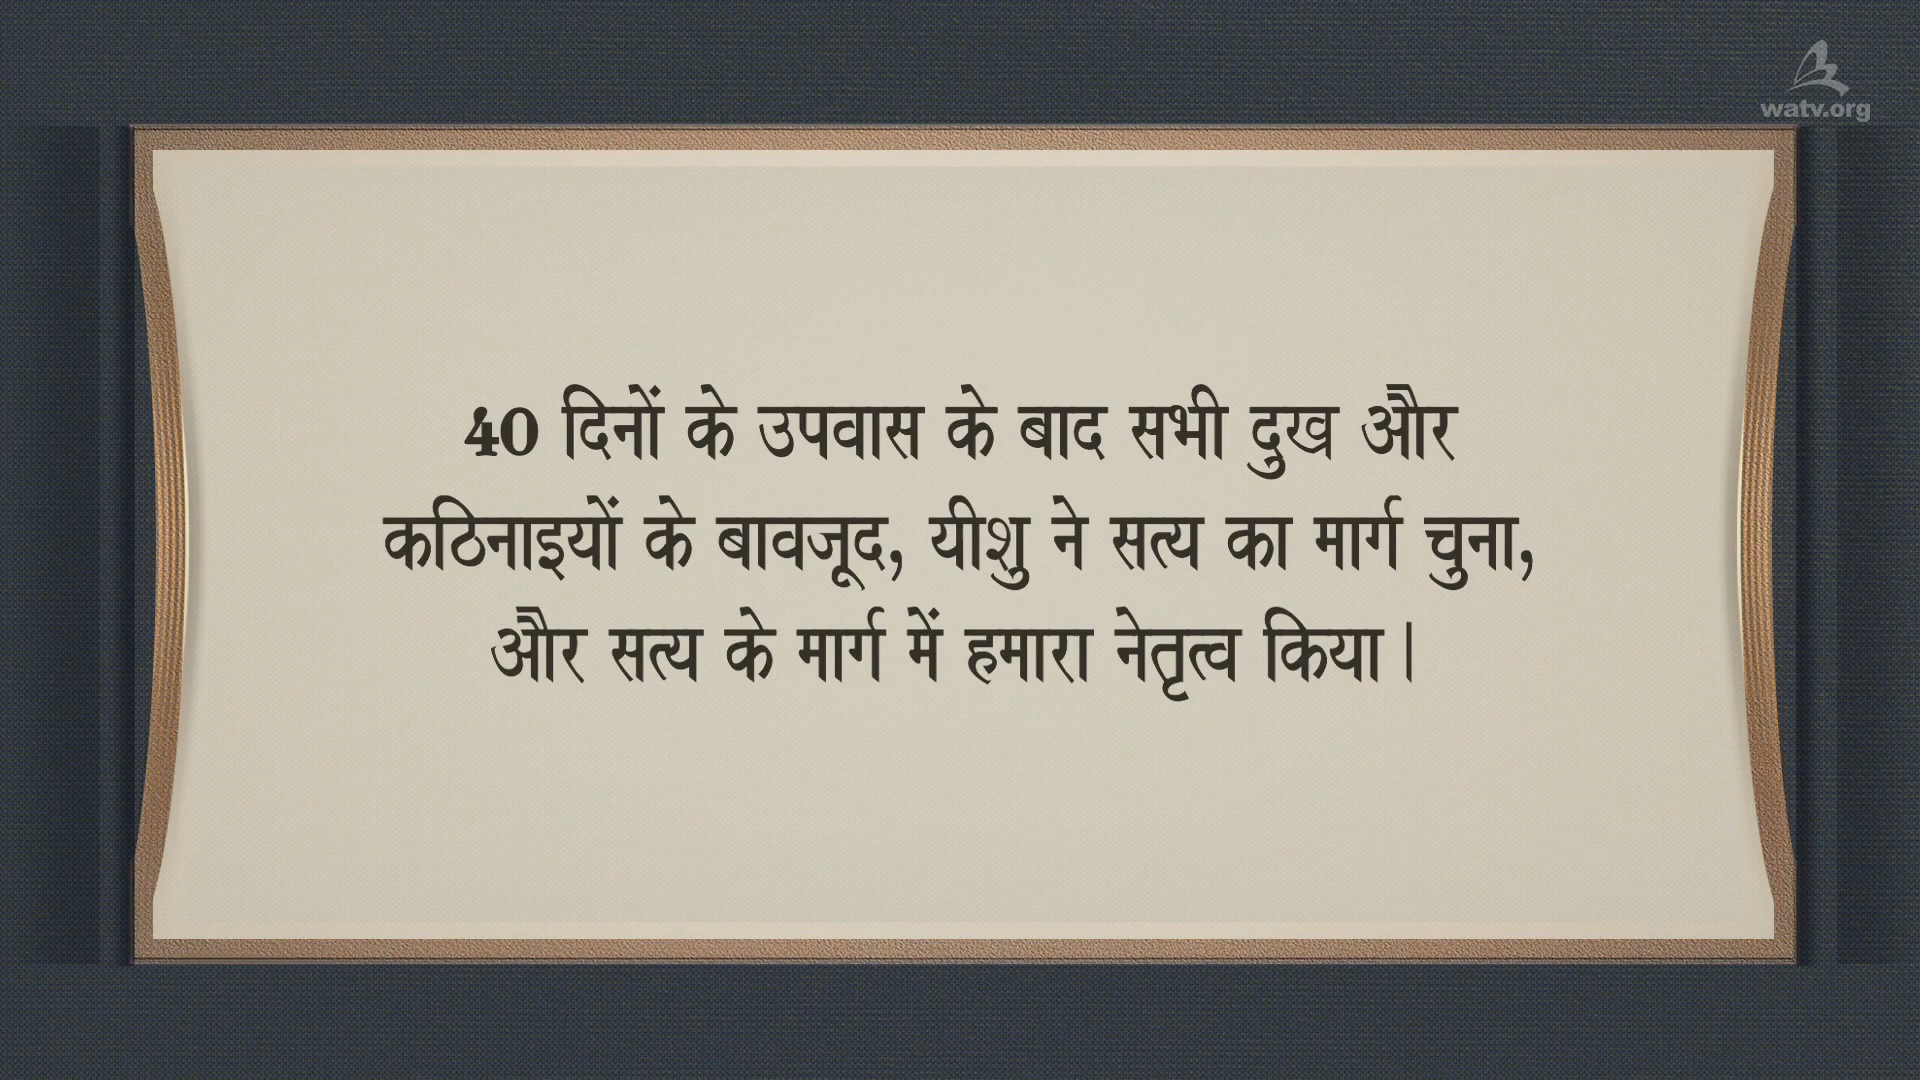 watv.org
40 दिनों के उपवास के बाद सभी दुख और
कठिनाइयों के बावजूद, यीशु ने सत्य का मार्ग चुना,
और सत्य के मार्ग में हमारा नेतृत्व किया।